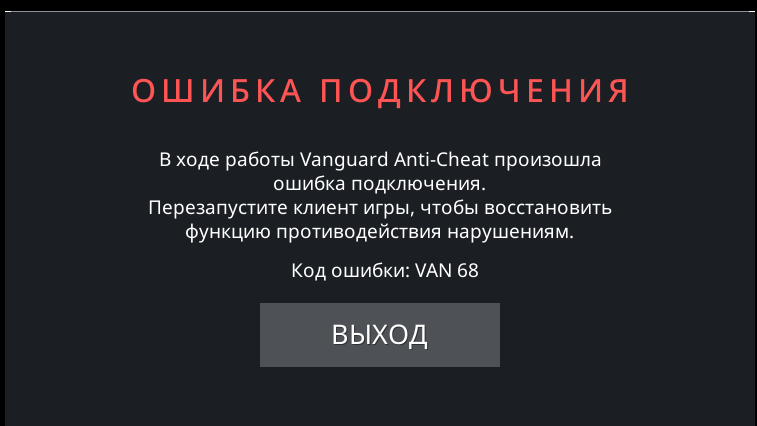 ОШИБКА ПОДКЛЮЧЕНИЯ
В ходе работы Vanguard Anti-Cheat произошла
ошибка подключения.
Перезапустите клиент игры, чтобы восстановить
функцию противодействия нарушениям.
Код ошибки: VAN 68
ВЫХОД